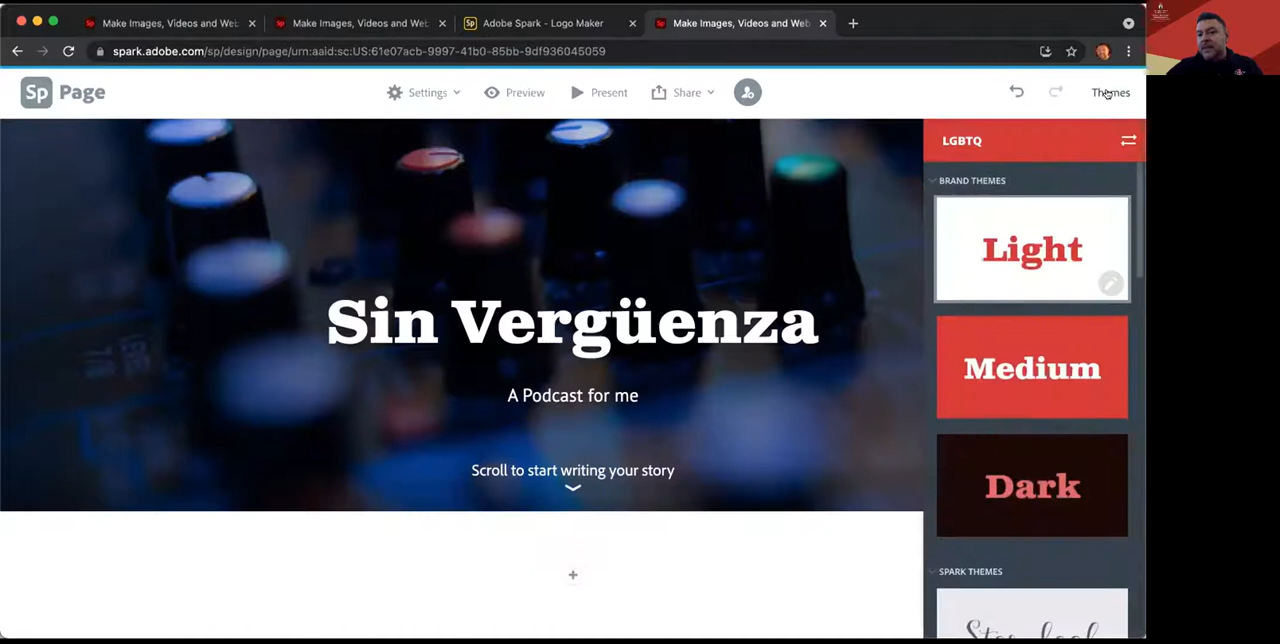 Make Images, Videos and Web
Make Images, Videos and Web
Sp Adobe Spark - Logo Maker
Make Images, Videos and Web
spark.adobe.com/sp/design/page/urn:aaid:sc:US:61e07acb-9997-41b0-85bb-9df936045059
Sp Page
Settings
Preview
Present
Share
Themes
LGBTQ
BRAND THEMES
Light
Medium
Dark
SPARK THEMES
Sin Vergüenza
A Podcast for me
Scroll to start writing your story